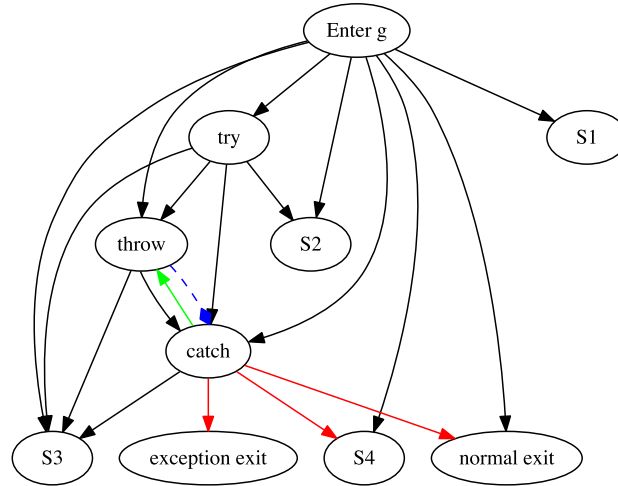 Enter g
try
S1
throw
S2
catch
S3
exception exit
S4
normal exit